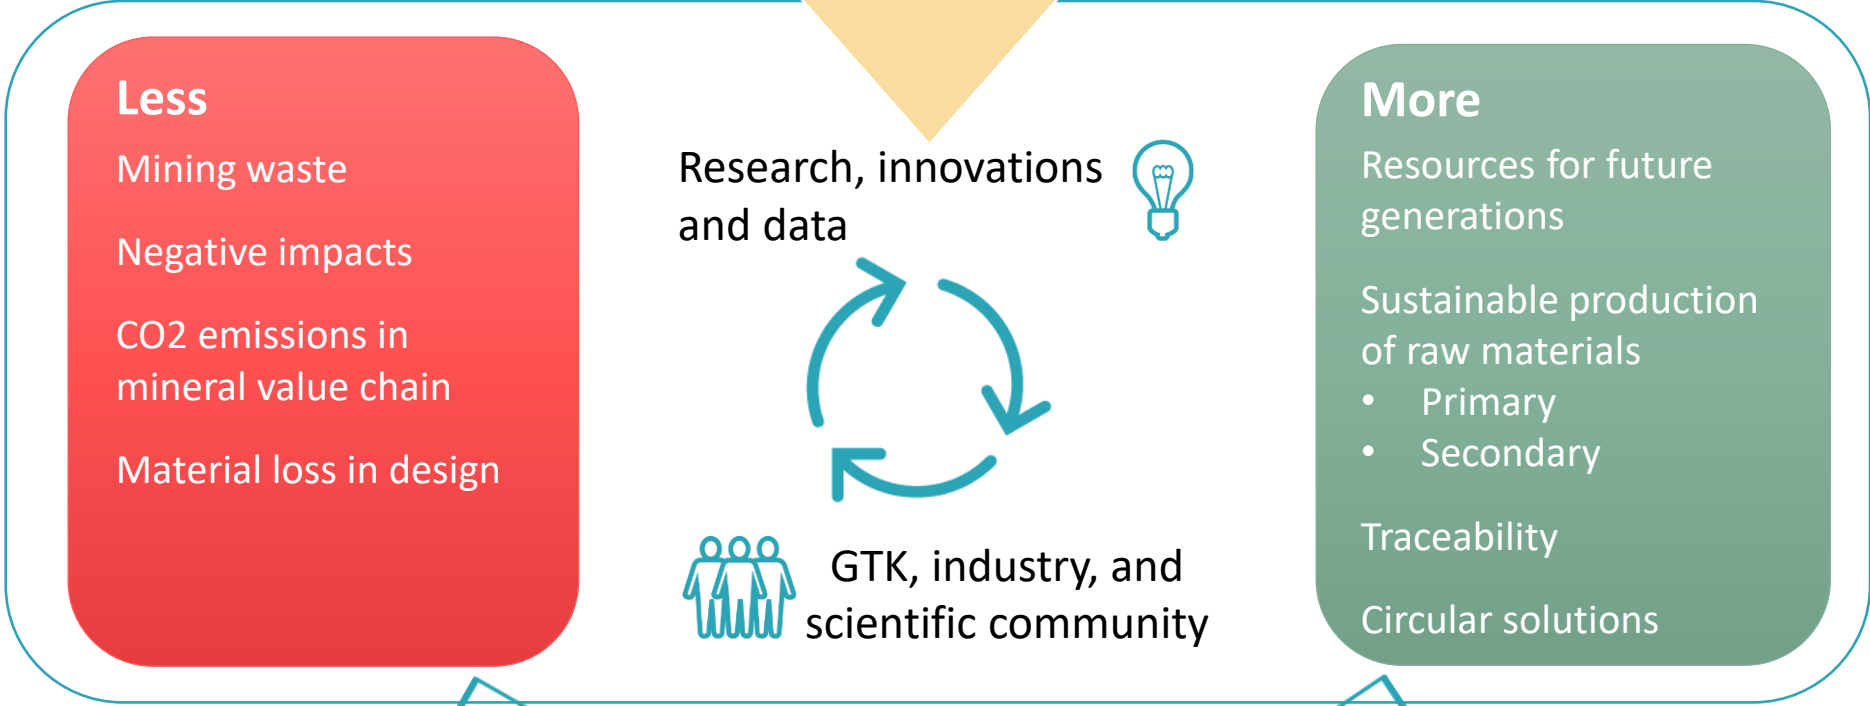 Less
Mining waste
Negative impacts
CO2 emissions in
mineral value chain
Material loss in design
Research, innovations
and data
GTK, industry, and
scientific community
More
Resources for future
generations
Sustainable production
of raw materials
• Primary
• Secondary
Traceability
Circular solutions